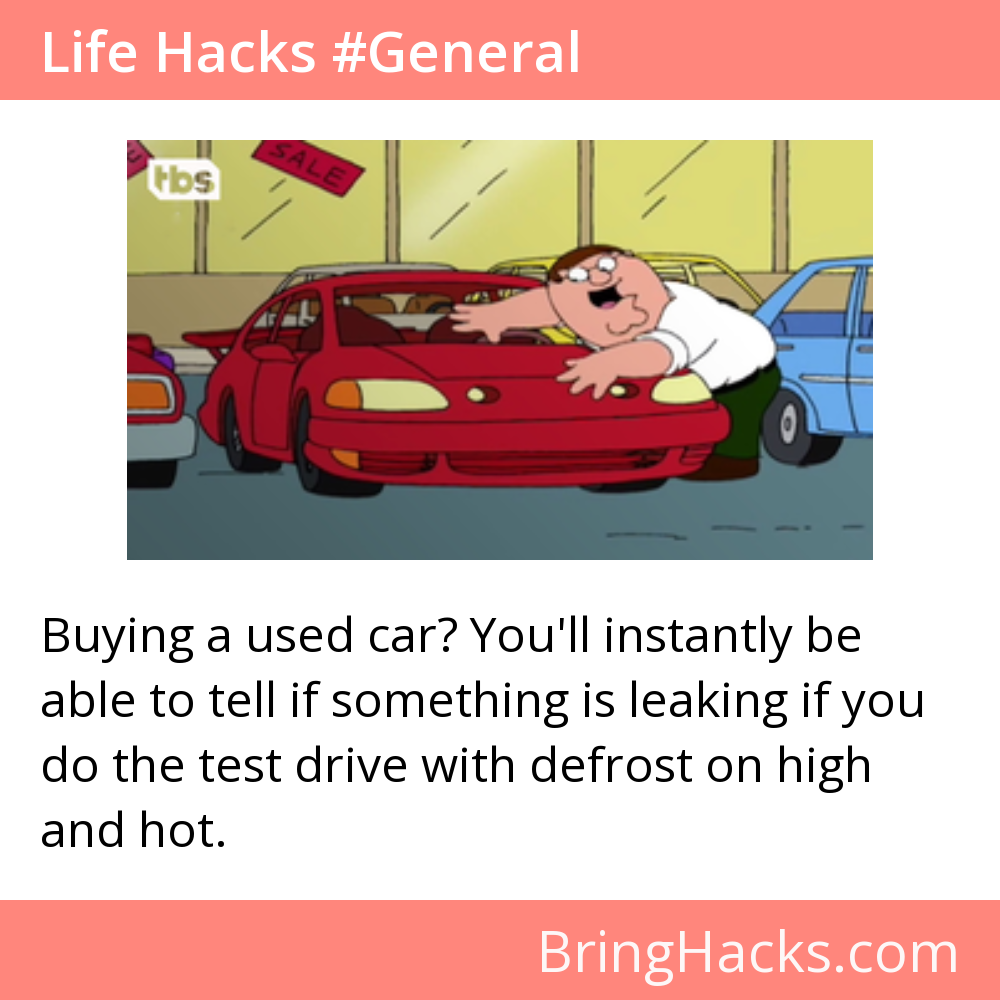 Life Hacks #General
tbs
SALE
Buying a used car? You'll instantly be
able to tell if something is leaking if you
do the test drive with defrost on high
and hot.
BringHacks.com